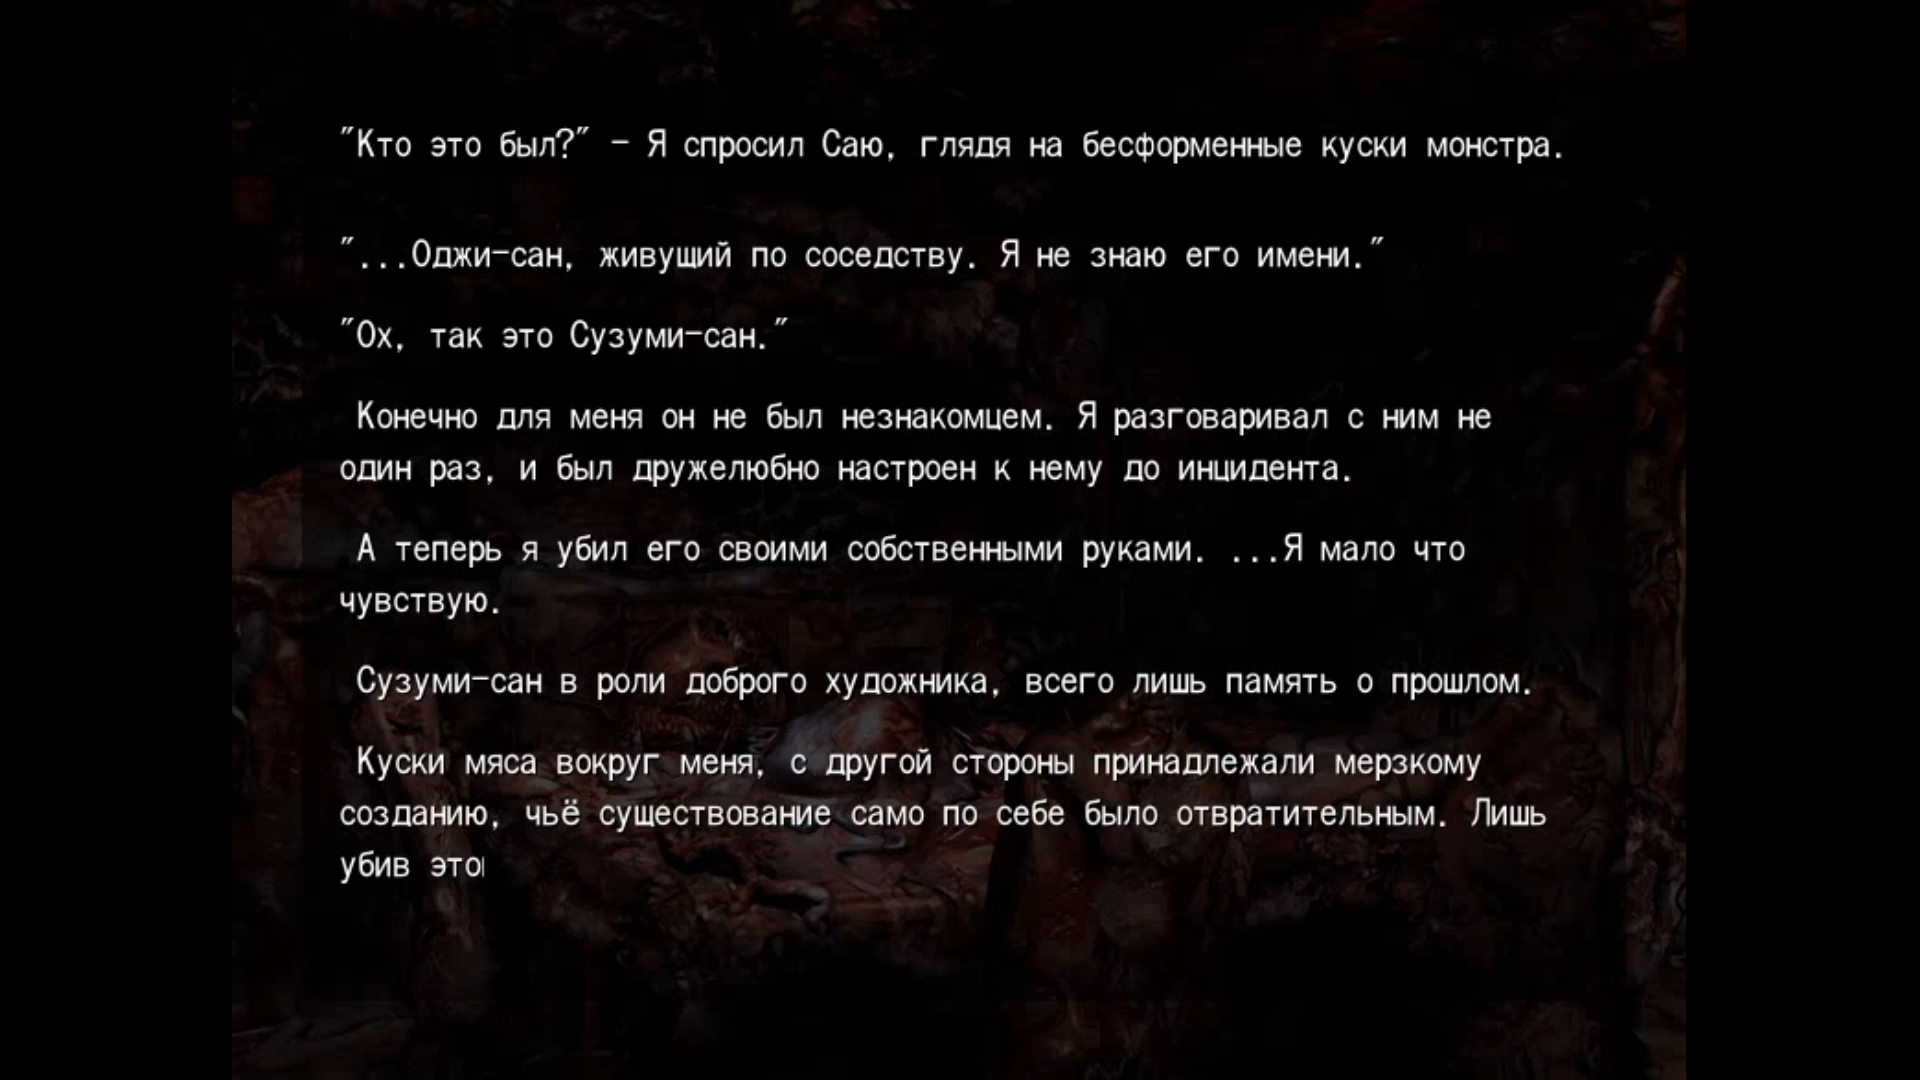 "Кто это был?" - Я спросил Саю, глядя на бесформенные куски монстра.
"...Оджи-сан, живущий по соседству. Я не знаю его имени."
"Ох, так это Сузуми-сан."
Конечно для меня он не был незнакомцем. Я разговаривал с ним не
один раз, и был дружелюбно настроен к нему до инцидента.
А теперь я убил его своими собственными руками. ...Я мало что
чувствую.
Сузуми-сан в роли доброго художника, всего лишь память о прошлом.
Куски мяса вокруг меня, с другой стороны принадлежали мерзкому
созданию, чьё существование само по себе было отвратительным. Лишь
убив это